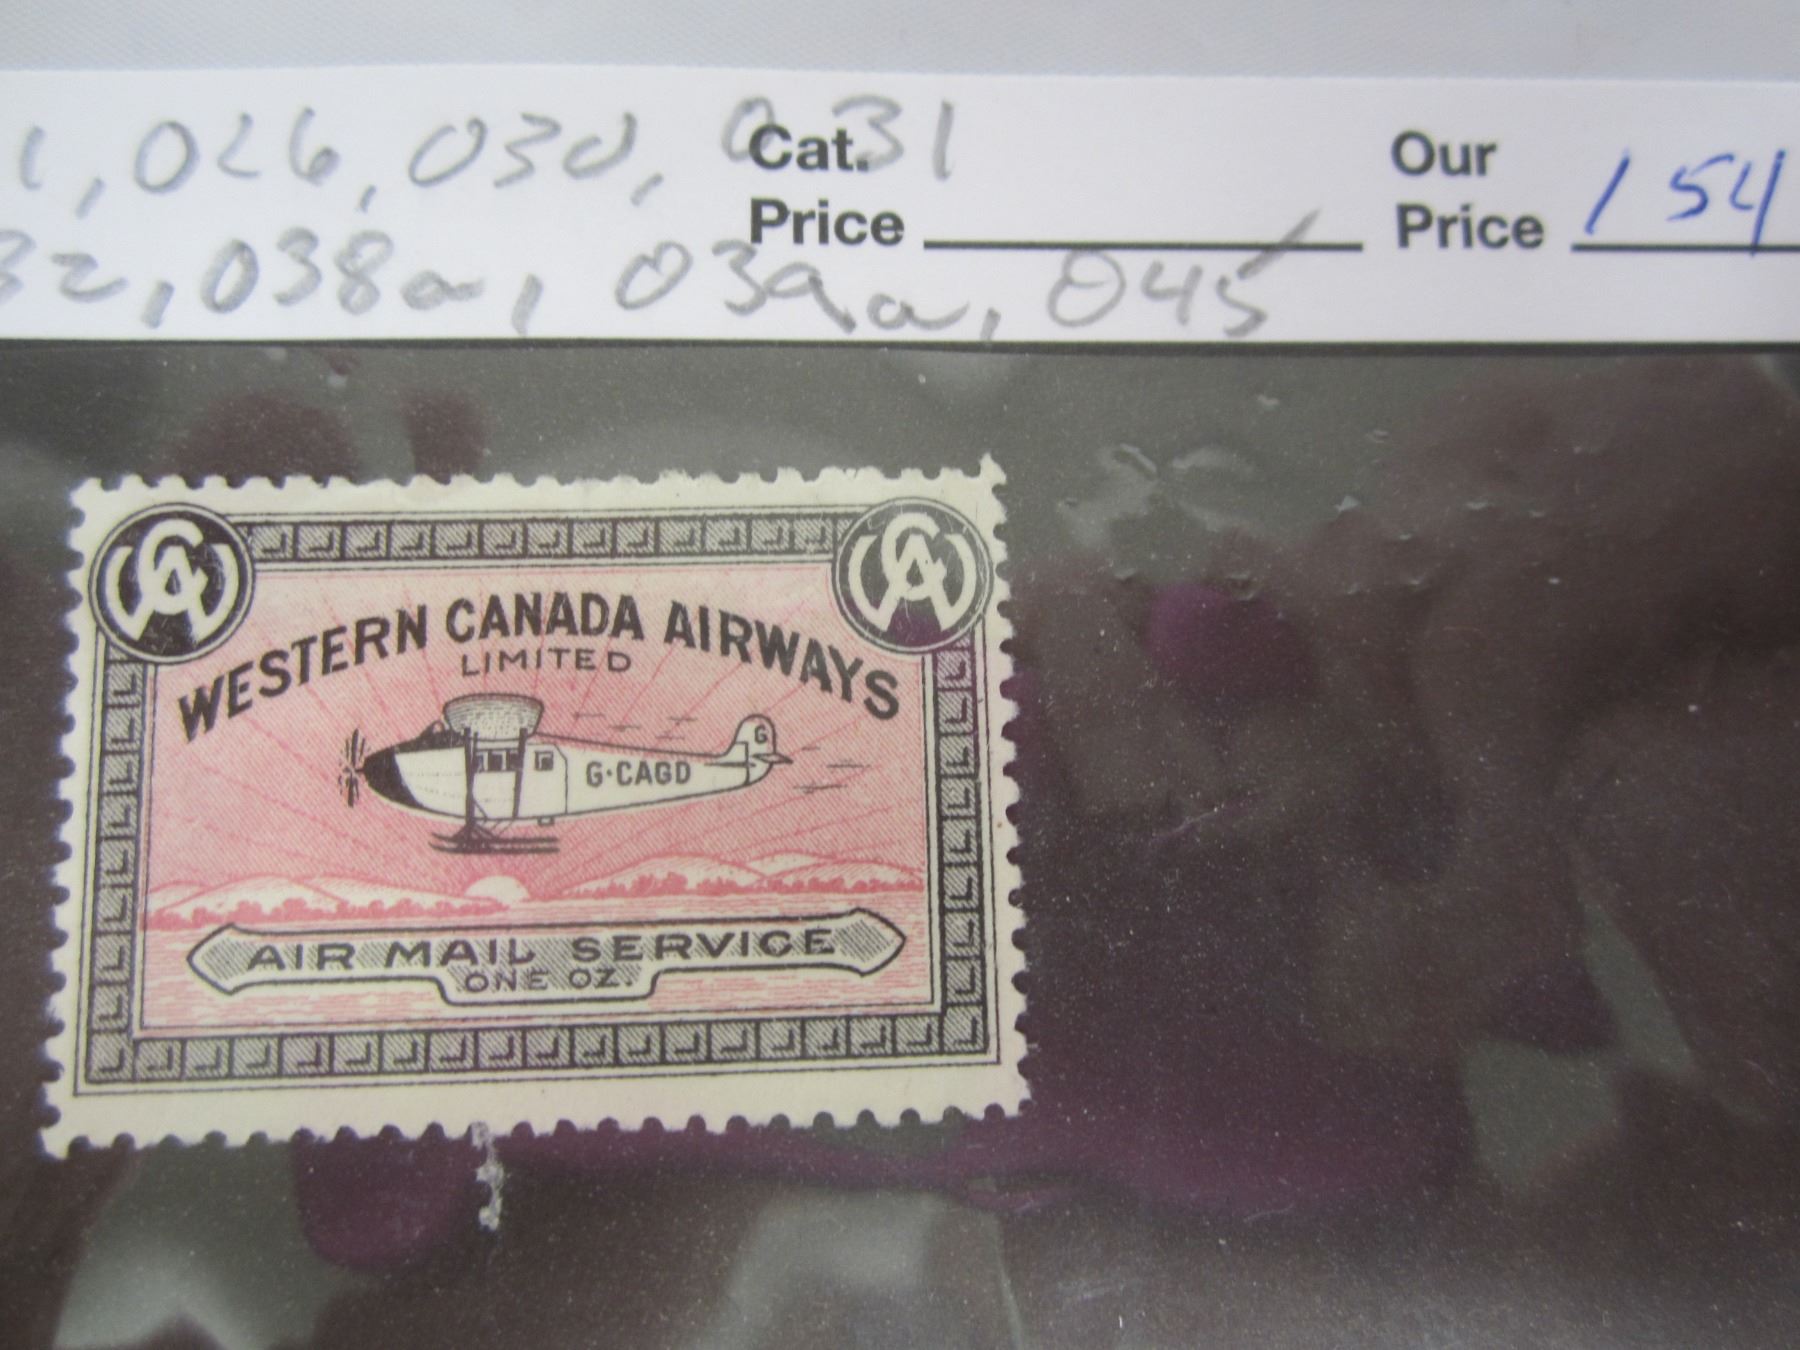 1, 026, 030, 031
32, 038a, 039a, 045
Cat.
Price
Our
Price 154
WESTERN CANADA AIRWAYS
LIMITED
G
G·CAGD
AIR MAIL SERVICE
ONE OZ.